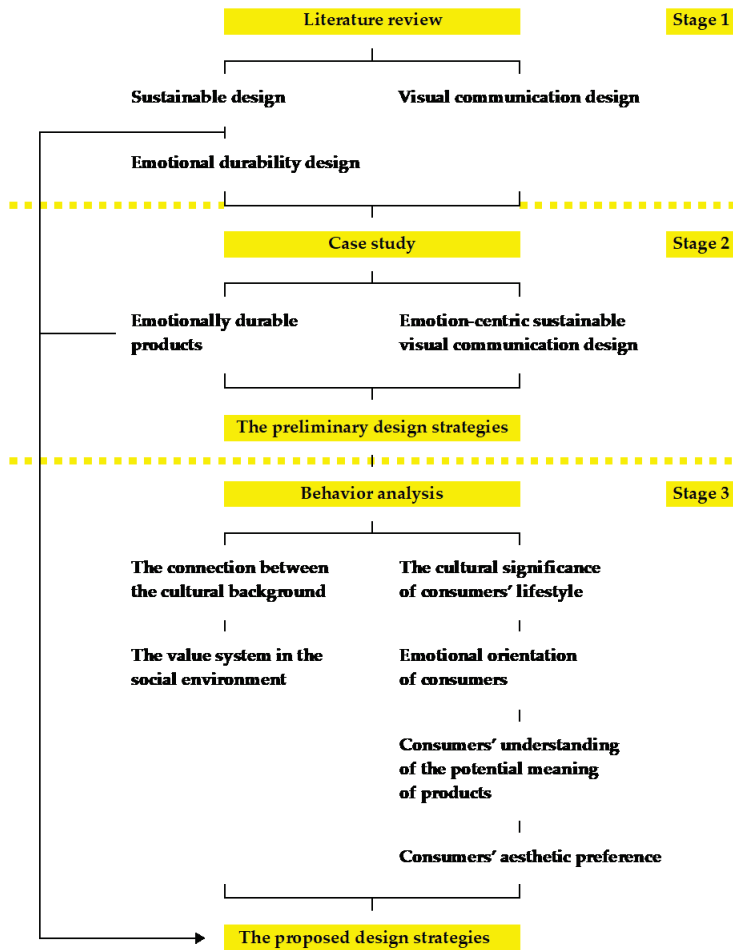 Literature review
Stage 1
Sustainable design
Visual communication design
Emotional durability design
Case study
Stage 2
Emotionally durable
products
Emotion-centric sustainable
visual communication design
The preliminary design strategies
Behavior analysis
Stage 3
The connection between
the cultural background
The cultural significance
of consumers’ lifestyle
The value system in the
social environment
Emotional orientation
of consumers
Consumers’ understanding
of the potential meaning
of products
Consumers’ aesthetic preference
The proposed design strategies